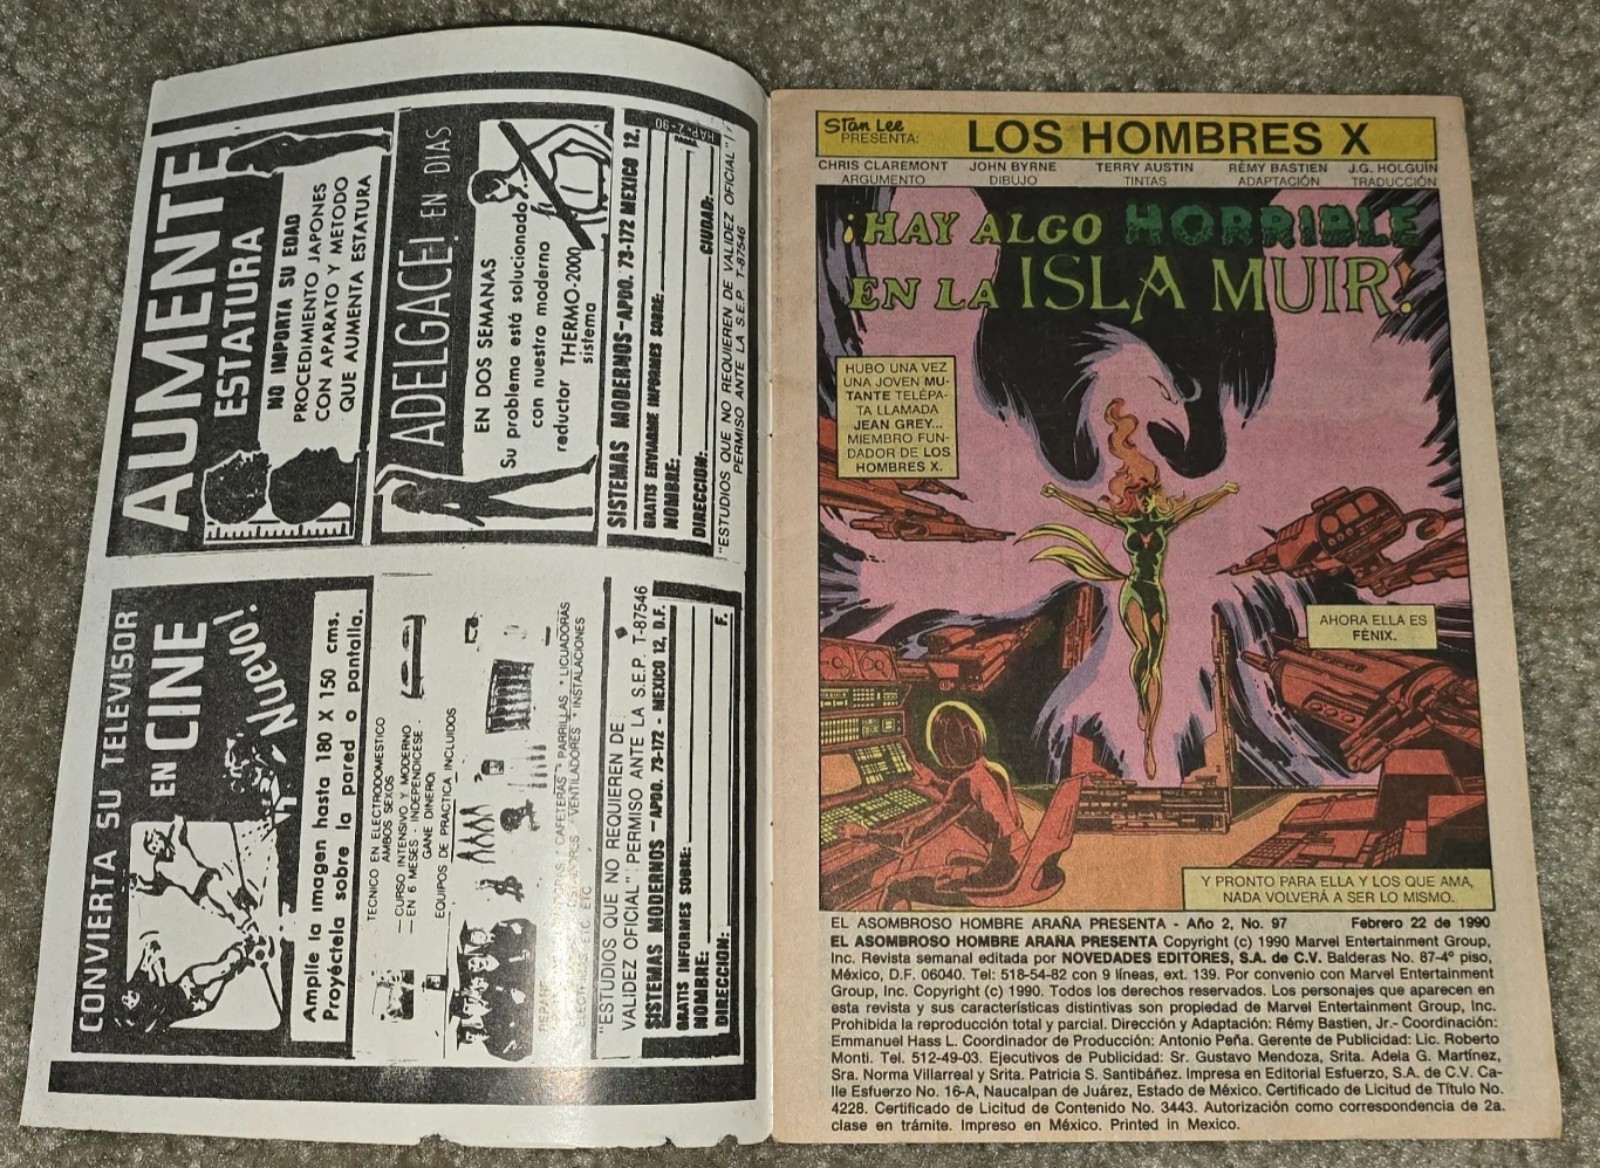 AUMENTE
ESTATURA
NO IMPORTA SU EDAD
PROCEDIMIENTO JAPONES
CON APARATO Y METODO
QUE AUMENTA ESTATURA
ADELGACE! EN DIAS
EN DOS SEMANAS
Su problema está solucionado
con nuestro moderno
reductor THERMO-2000
sistema
SISTEMAS MODERNOS-APDO. 73-172 MEXICO 12.
GRATIS ENVIARME INFORMES SOBRE:
NOMBRE:
DIRECCION: CIUDAD:
HAP-2-90
"ESTUDIOS QUE NO REQUIEREN DE VALIDEZ OFICIAL"
PERMISO ANTE LA S.E.P. T-87546
CONVIERTA SU TELEVISOR
EN CINE
Nuevo!
Amplie la imagen hasta 180 X 150 cms.
Proyéctela sobre la pared o pantalla.
TECNICO EN ELECTRODOMESTICO
AMBOS SEXOS
—CURSO INTENSIVO Y MODERNO
—EN 6 MESES - INDEPENDICESE.
GANE DINERO:
EQUIPOS DE PRACTICA INCLUIDOS
CAFETERAS * PARRILLAS * LICUADORAS
* VENTILADORES * INSTALACIONES
ETC
"ESTUDIOS QUE NO REQUIEREN DE
VALIDEZ OFICIAL" PERMISO ANTE LA S.E.P. T-87546
SISTEMAS MODERNOS -APDO. 73-172 - MEXICO 12, D.F.
GRATIS INFORMES SOBRE:
NOMBRE:
DIRECCION: F.
Stan Lee
PRESENTA:
LOS HOMBRES X
CHRIS CLAREMONT JOHN BYRNE TERRY AUSTIN RÉMY BASTIEN J.G. HOLGUÍN
ARGUMENTO DIBUJO TINTAS ADAPTACIÓN TRADUCCIÓN
¡HAY ALGO HORRIBLE
EN LA ISLA MUIR!
HUBO UNA VEZ
UNA JOVEN MU-
TANTE TELÉPA-
TA LLAMADA
JEAN GREY...
MIEMBRO FUN-
DADOR DE LOS
HOMBRES X.
AHORA ELLA ES
FÉNIX.
Y PRONTO PARA ELLA Y LOS QUE AMA,
NADA VOLVERÁ A SER LO MISMO.
EL ASOMBROSO HOMBRE ARAÑA PRESENTA - Año 2, No. 97 Febrero 22 de 1990
EL ASOMBROSO HOMBRE ARAÑA PRESENTA Copyright (c) 1990 Marvel Entertainment Group,
Inc. Revista semanal editada por NOVEDADES EDITORES, S.A. de C.V. Balderas No. 87-4º piso,
México, D.F. 06040. Tel: 518-54-82 con 9 líneas, ext. 139. Por convenio con Marvel Entertainment
Group, Inc. Copyright (c) 1990. Todos los derechos reservados. Los personajes que aparecen en
esta revista y sus características distintivas son propiedad de Marvel Entertainment Group, Inc.
Prohibida la reproducción total y parcial. Dirección y Adaptación: Rémy Bastien, Jr.- Coordinación:
Emmanuel Hass L. Coordinador de Producción: Antonio Peña. Gerente de Publicidad: Lic. Roberto
Monti. Tel. 512-49-03. Ejecutivos de Publicidad: Sr. Gustavo Mendoza, Srita. Adela G. Martínez,
Sra. Norma Villarreal y Srita. Patricia S. Santibáñez. Impresa en Editorial Esfuerzo, S.A. de C.V. Ca-
lle Esfuerzo No. 16-A, Naucalpan de Juárez, Estado de México. Certificado de Licitud de Título No.
4228. Certificado de Licitud de Contenido No. 3443. Autorización como correspondencia de 2a.
clase en trámite. Impreso en México. Printed in Mexico.